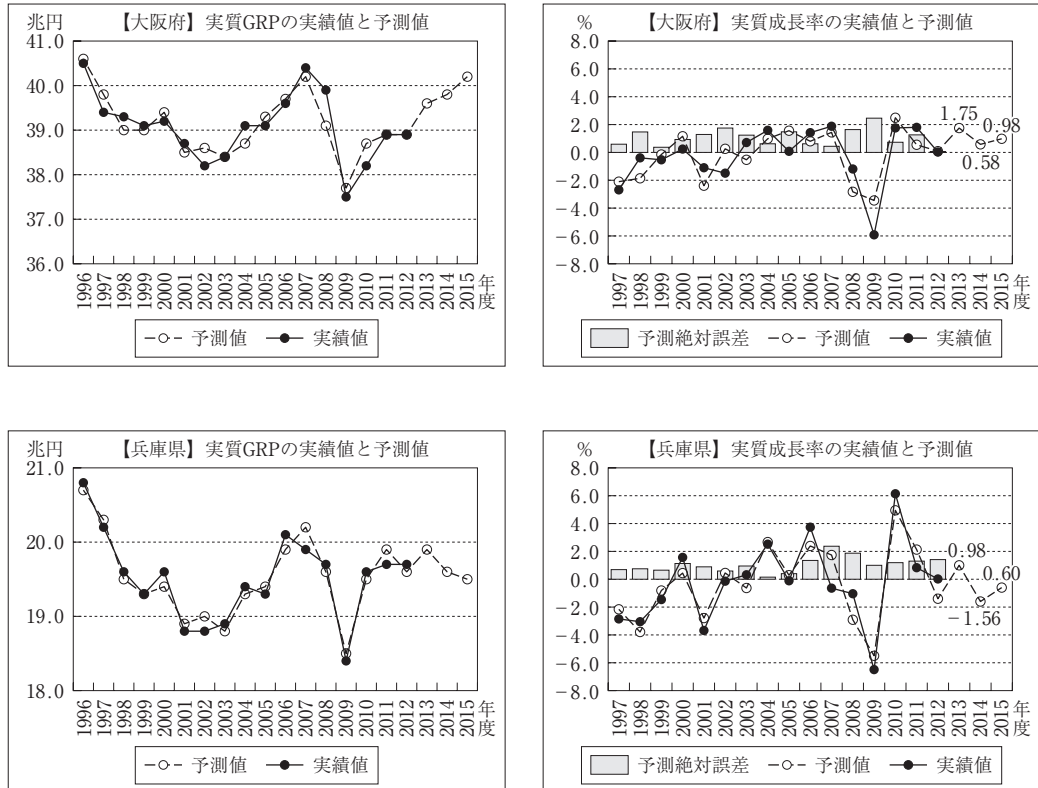 兆円 【大阪府】実質GRPの実績値と予測値
41.0
40.0
39.0
38.0
37.0
36.0
1996 1997 1998 1999 2000 2001 2002 2003 2004 2005 2006 2007 2008 2009 2010 2011 2012 2013 2014 2015 年度
予測値 実績値
% 【大阪府】実質成長率の実績値と予測値
8.0
6.0
4.0
2.0
0.0
−2.0
−4.0
−6.0
−8.0
1.75
0.98
0.58
1997 1998 1999 2000 2001 2002 2003 2004 2005 2006 2007 2008 2009 2010 2011 2012 2013 2014 2015 年度
予測絶対誤差 予測値 実績値
兆円 【兵庫県】実質GRPの実績値と予測値
21.0
20.0
19.0
18.0
1996 1997 1998 1999 2000 2001 2002 2003 2004 2005 2006 2007 2008 2009 2010 2011 2012 2013 2014 2015 年度
予測値 実績値
% 【兵庫県】実質成長率の実績値と予測値
8.0
6.0
4.0
2.0
0.0
−2.0
−4.0
−6.0
−8.0
0.98
0.60
−1.56
1997 1998 1999 2000 2001 2002 2003 2004 2005 2006 2007 2008 2009 2010 2011 2012 2013 2014 2015 年度
予測絶対誤差 予測値 実績値